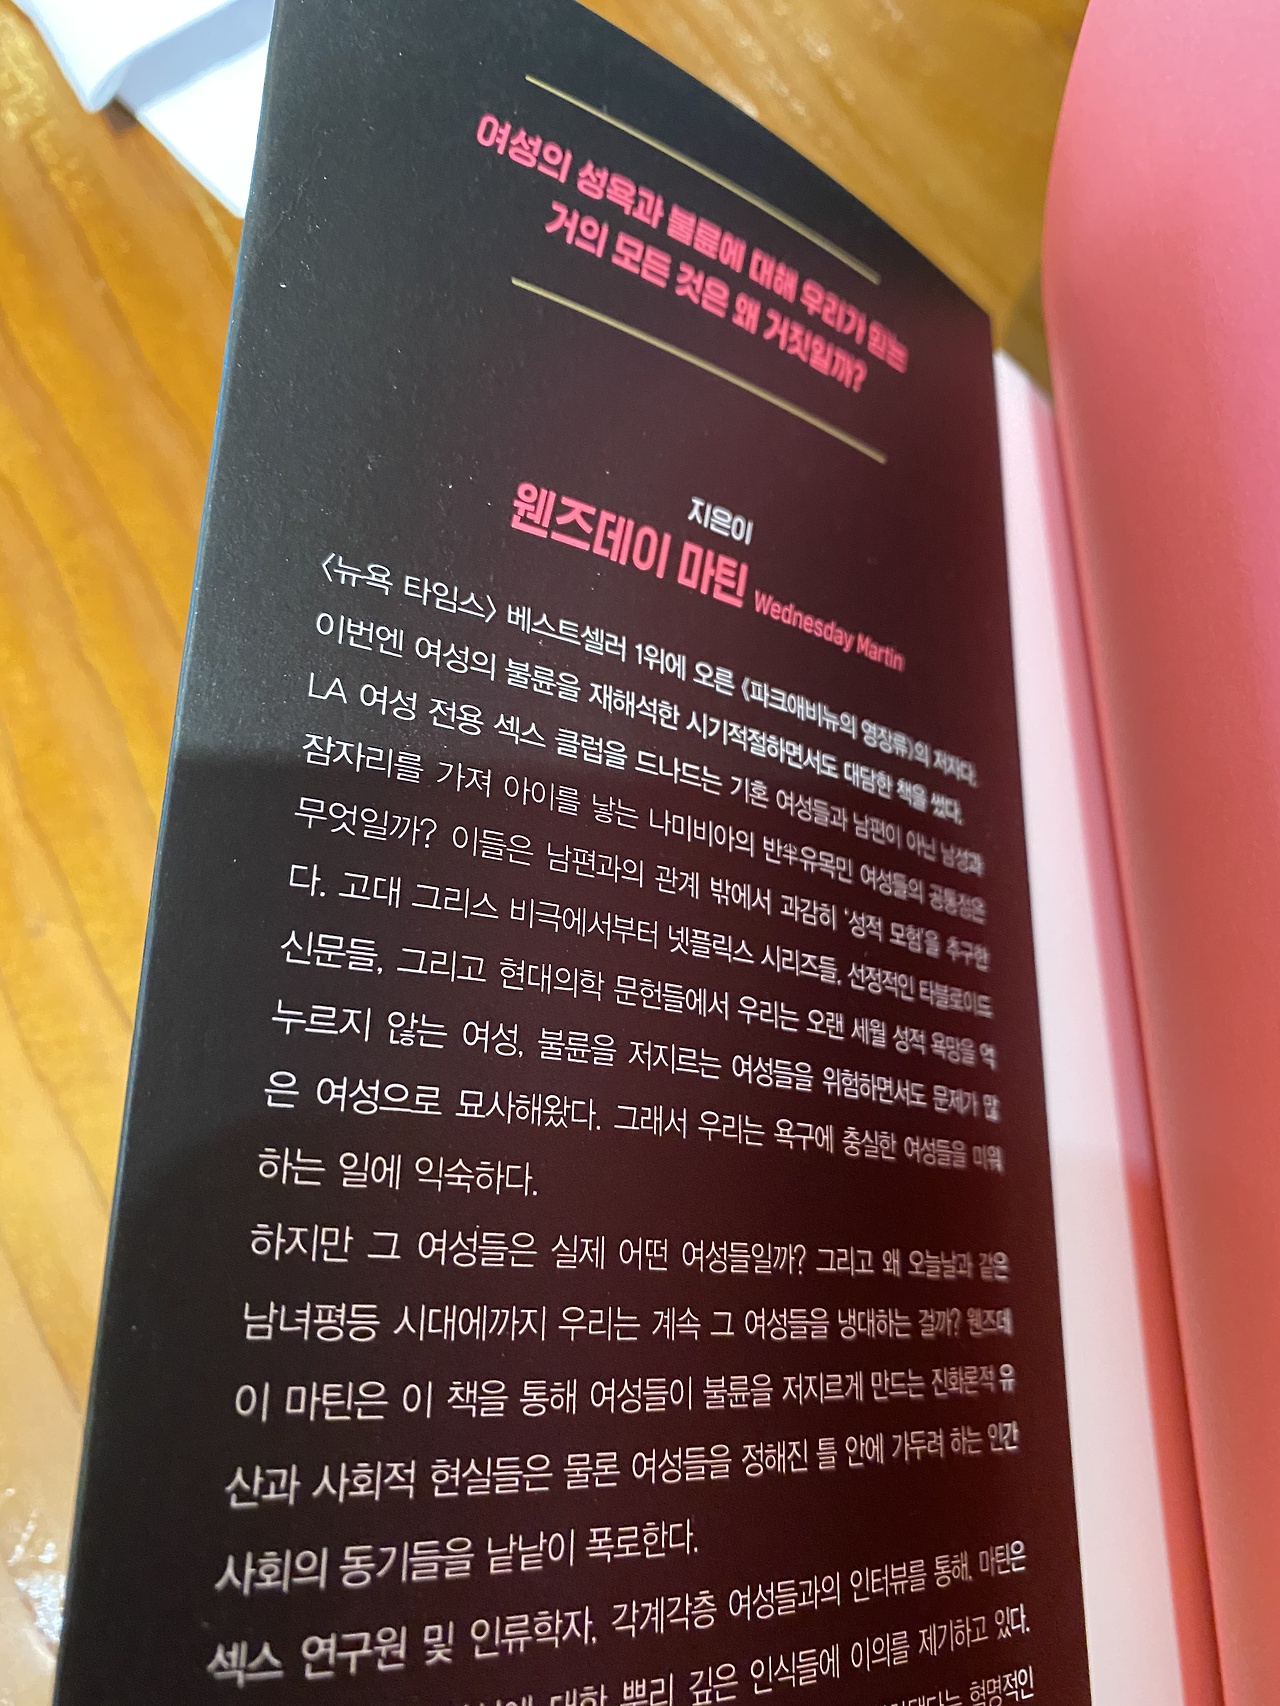 여성의 성욕과 불륜에 대해 우리가 믿는
거의 모든 것은 왜 거짓일까?
지은이
웬즈데이 마틴 Wednesday Martin
〈뉴욕 타임스〉 베스트셀러 1위에 오른 《파크애비뉴의 영장류》의 저자다.
이번엔 여성의 불륜을 재해석한 시기적절하면서도 대담한 책을 썼다.
LA 여성 전용 섹스 클럽을 드나드는 기혼 여성들과 남편이 아닌 남성과
잠자리를 가져 아이를 낳는 나미비아의 반半유목민 여성들의 공통점은
무엇일까? 이들은 남편과의 관계 밖에서 과감히 ‘성적 모험’을 추구한
다. 고대 그리스 비극에서부터 넷플릭스 시리즈들, 선정적인 타블로이드
신문들, 그리고 현대의학 문헌들에서 우리는 오랜 세월 성적 욕망을 억
누르지 않는 여성, 불륜을 저지르는 여성들을 위험하면서도 문제가 많
은 여성으로 묘사해왔다. 그래서 우리는 욕구에 충실한 여성들을 미워
하는 일에 익숙하다.
하지만 그 여성들은 실제 어떤 여성들일까? 그리고 왜 오늘날과 같은
남녀평등 시대에까지 우리는 계속 그 여성들을 냉대하는 걸까? 웬즈데
이 마틴은 이 책을 통해 여성들이 불륜을 저지르게 만드는 진화론적 유
산과 사회적 현실들은 물론 여성들을 정해진 틀 안에 가두려 하는 인간
사회의 동기들을 낱낱이 폭로한다.
섹스 연구원 및 인류학자, 각계각층 여성들과의 인터뷰를 통해, 마틴은
대한 뿌리 깊은 인식들에 이의를 제기하고 있다.
혁명적인